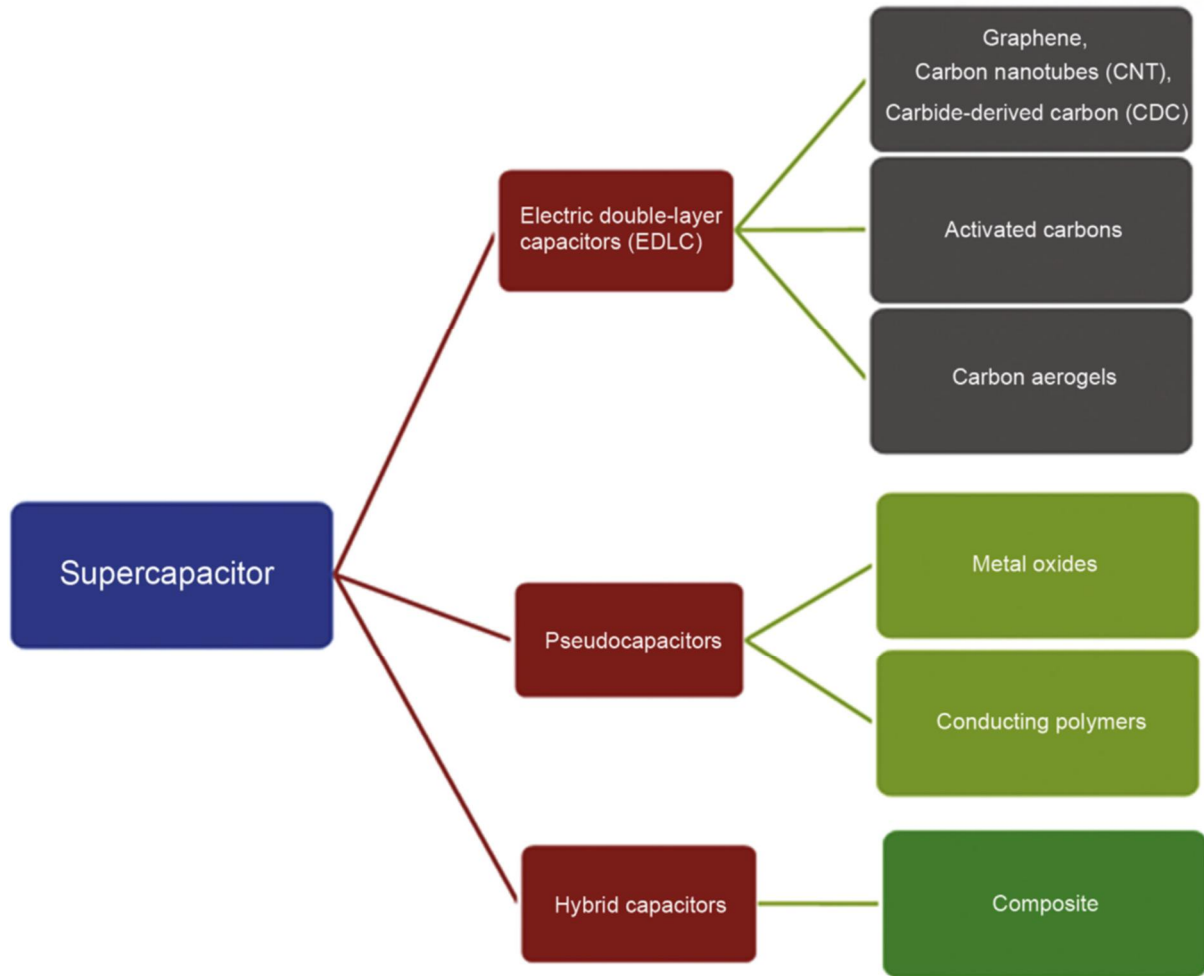 Graphene,
Carbon nanotubes (CNT),
Carbide-derived carbon (CDC)
Electric double-layer
capacitors (EDLC)
Activated carbons
Carbon aerogels
Supercapacitor
Metal oxides
Pseudocapacitors
Conducting polymers
Hybrid capacitors
Composite